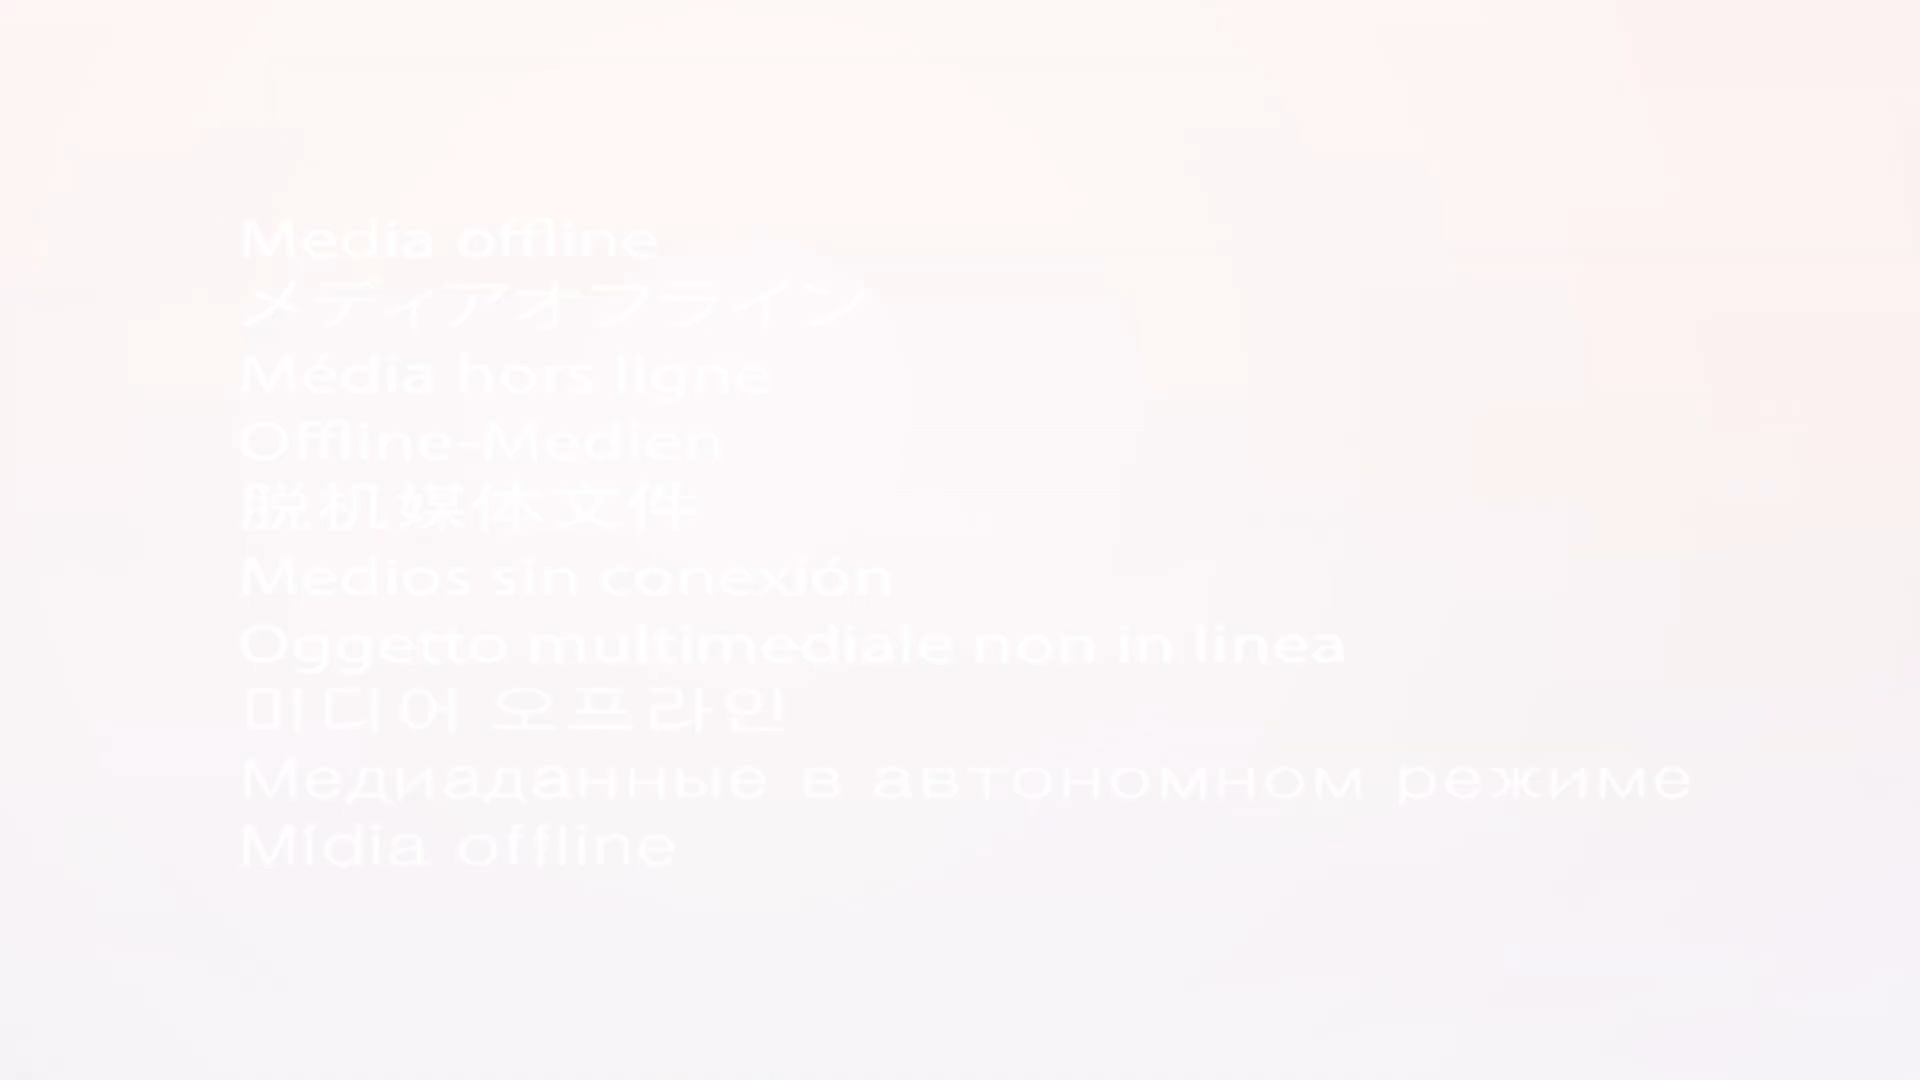 Media offline
メディアオフライン
Média hors ligne
Offline-Medien
脱机媒体文件
Medios sin conexión
Oggetto multimediale non in linea
미디어 오프라인
Медиаданные в автономном режиме
Mídia offline